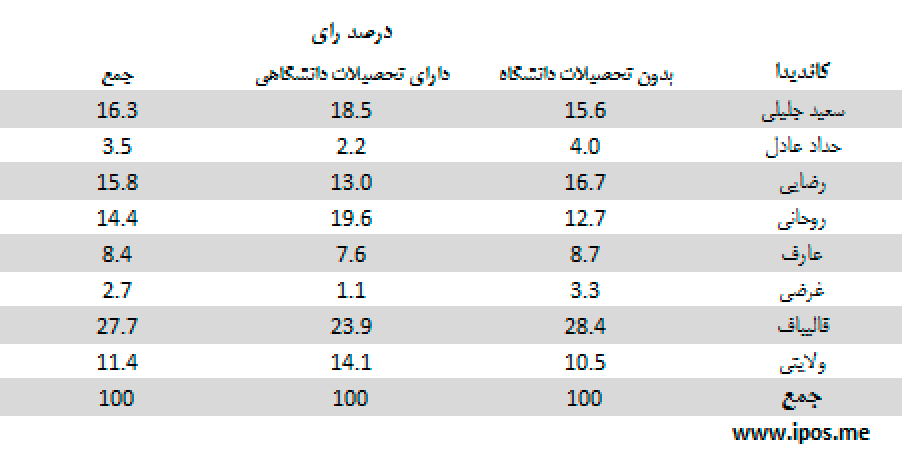 درصد رای
کاندیدا بدون تحصیلات دانشگاه دارای تحصیلات دانشگاهی جمع
سعید جلیلی 15.6 18.5 16.3
حداد عادل 4.0 2.2 3.5
رضایی 16.7 13.0 15.8
روحانی 12.7 19.6 14.4
عارف 8.7 7.6 8.4
غرضی 3.3 1.1 2.7
قالیباف 28.4 23.9 27.7
ولایتی 10.5 14.1 11.4
جمع 100 100 100
www.ipos.me